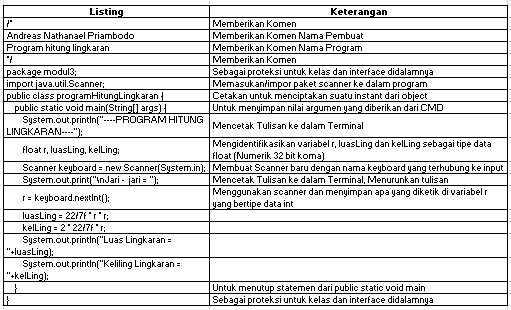 Listing Keterangan
/* Memberikan Komen
Andreas Nathanael Priambodo Memberikan Komen Nama Pembuat
Program hitung lingkaran Memberikan Komen Nama Program
*/ Memberikan Komen
package modul3; Sebagai proteksi untuk kelas dan interface didalamnya
import java.util.Scanner; Memasukan/impor paket scanner ke dalam program
public class programHitungLingkaran { Cetakan untuk menciptakan suatu instant dari object
public static void main(String[] args) { Untuk menyimpan nilai argumen yang diberikan dari CMD
System.out.println("----PROGRAM HITUNG
LINGKARAN----"); Mencetak Tulisan ke dalam Terminal
float r, luasLing, kelLing; Mengidentifikasikan variabel r, luasLing dan kelLing sebagai tipe data
float (Numerik 32 bit koma)
Scanner keyboard = new Scanner(System.in); Membuat Scanner baru dengan nama keyboard yang terhubung ke input
System.out.print("\nJari - jari = "); Mencetak Tulisan ke dalam Terminal, Menurunkan tulisan
r = keyboard.nextInt(); Menggunakan scanner dan menyimpan apa yang diketik di variabel r
yang bertipe data int
luasLing = 22/7f * r * r;
kelLing = 2 * 22/7f * r;
System.out.println("Luas Lingkaran =
"+luasLing);
System.out.println("Keliling Lingkaran =
"+kelLing);
} Untuk menutup statemen dari public static void main
} Sebagai proteksi untuk kelas dan interface didalamnya